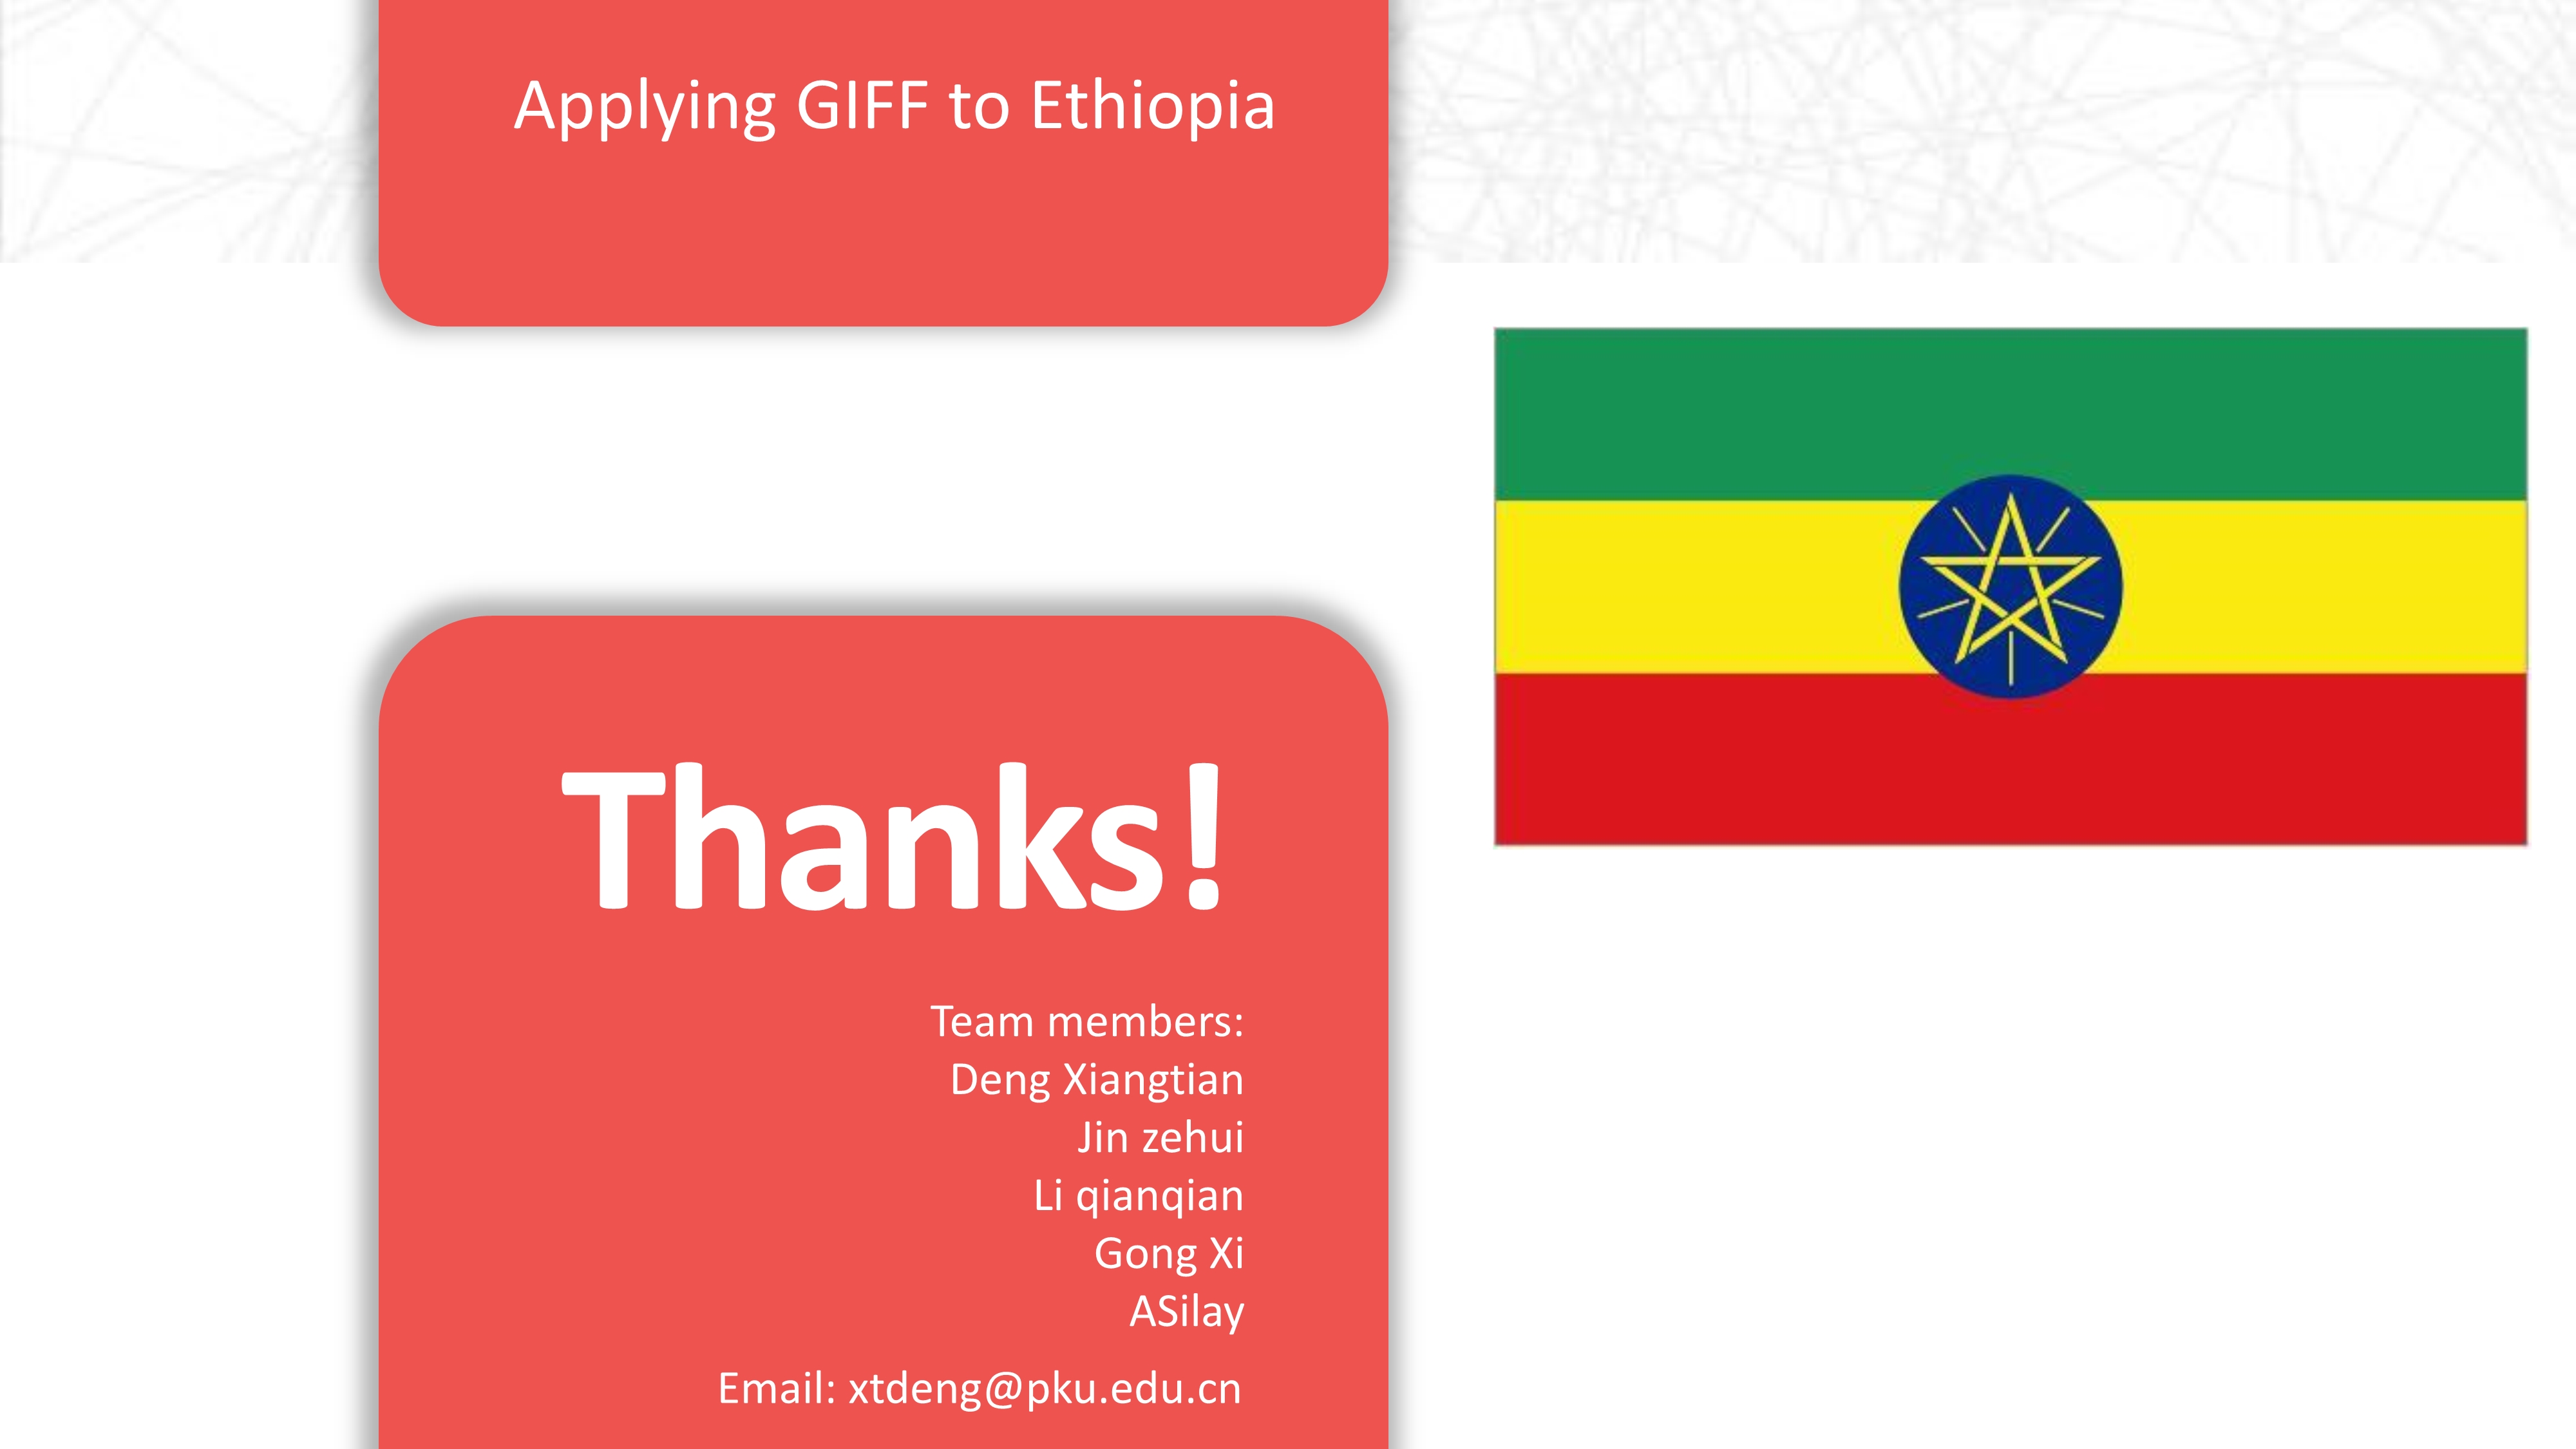 Applying GIFF to Ethiopia
Thanks!
Team members:
Deng Xiangtian
Jin zehui
Li qianqian
Gong Xi
ASilay
Email: xtdeng@pku.edu.cn